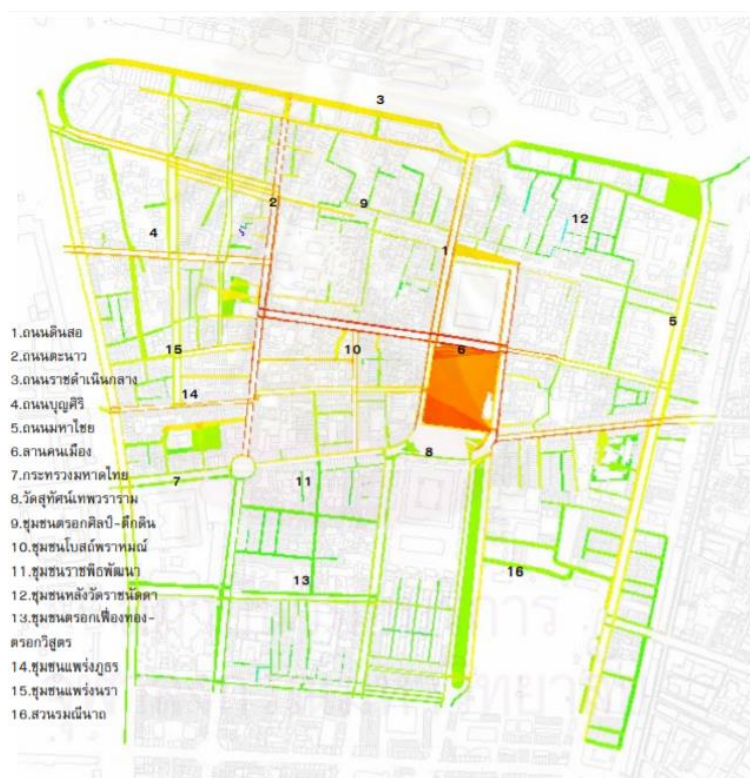 3
2
9
12
4
1
5
6
10
15
14
8
7
11
13
16
1.ถนนดินสอ
2.ถนนตะนาว
3.ถนนราชดำเนินกลาง
4.ถนนบุญศิริ
5.ถนนมหาไชย
6.ลานคนเมือง
7.กระทรวงมหาดไทย
8.วัดสุทัศน์เทพวราราม
9.ชุมชนตรอกศิลป์-ตึกดิน
10.ชุมชนโบสถ์พราหมณ์
11.ชุมชนราชพิธพัฒนา
12.ชุมชนหลังวัดราชนัดดา
13.ชุมชนตรอกเฟื่องทอง-
ตรอกวิสูตร
14.ชุมชนแพร่งภูธร
15.ชุมชนแพร่งนรา
16.สวนรมณีนาถ